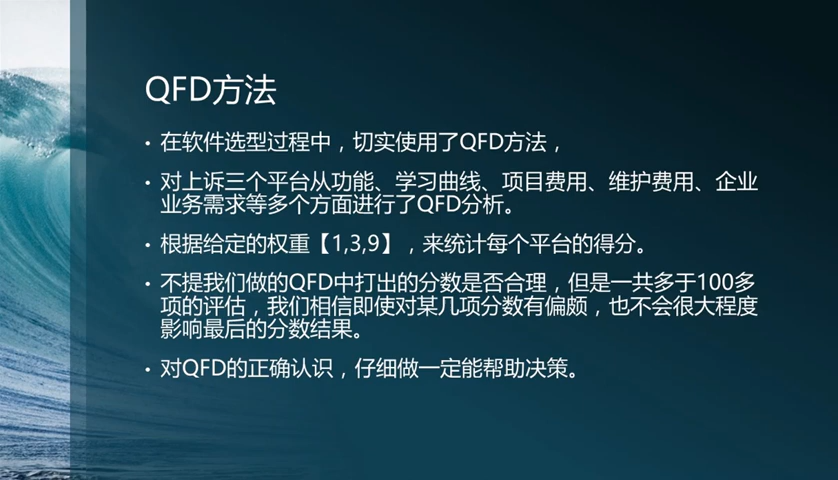 QFD方法
• 在软件选型过程中，切实使用了QFD方法，
• 对上诉三个平台从功能、学习曲线、项目费用、维护费用、企业
业务需求等多个方面进行了QFD分析。
• 根据给定的权重【1,3,9】，来统计每个平台的得分。
• 不提我们做的QFD中打出的分数是否合理，但是一共多于100多
项的评估，我们相信即使对某几项分数有偏颇，也不会很大程度
影响最后的分数结果。
• 对QFD的正确认识，仔细做一定能帮助决策。